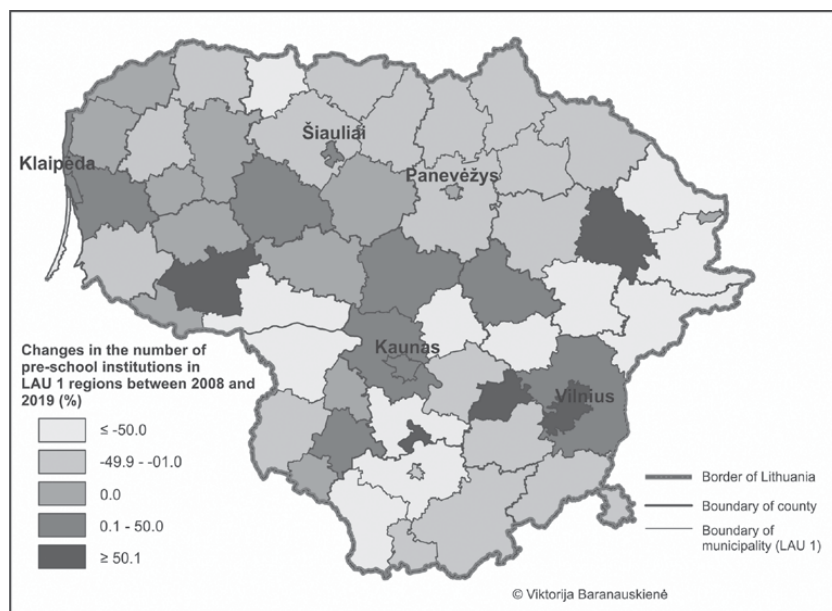 Šiauliai
Klaipėda
Panevėžys
Kaunas
Vilnius
Changes in the number of
pre-school institutions in
LAU 1 regions between 2008 and
2019 (%)
≤ -50.0
-49.9 - -01.0
0.0
0.1 - 50.0
≥ 50.1
Border of Lithuania
Boundary of county
Boundary of
municipality (LAU 1)
© Viktorija Baranauskienė